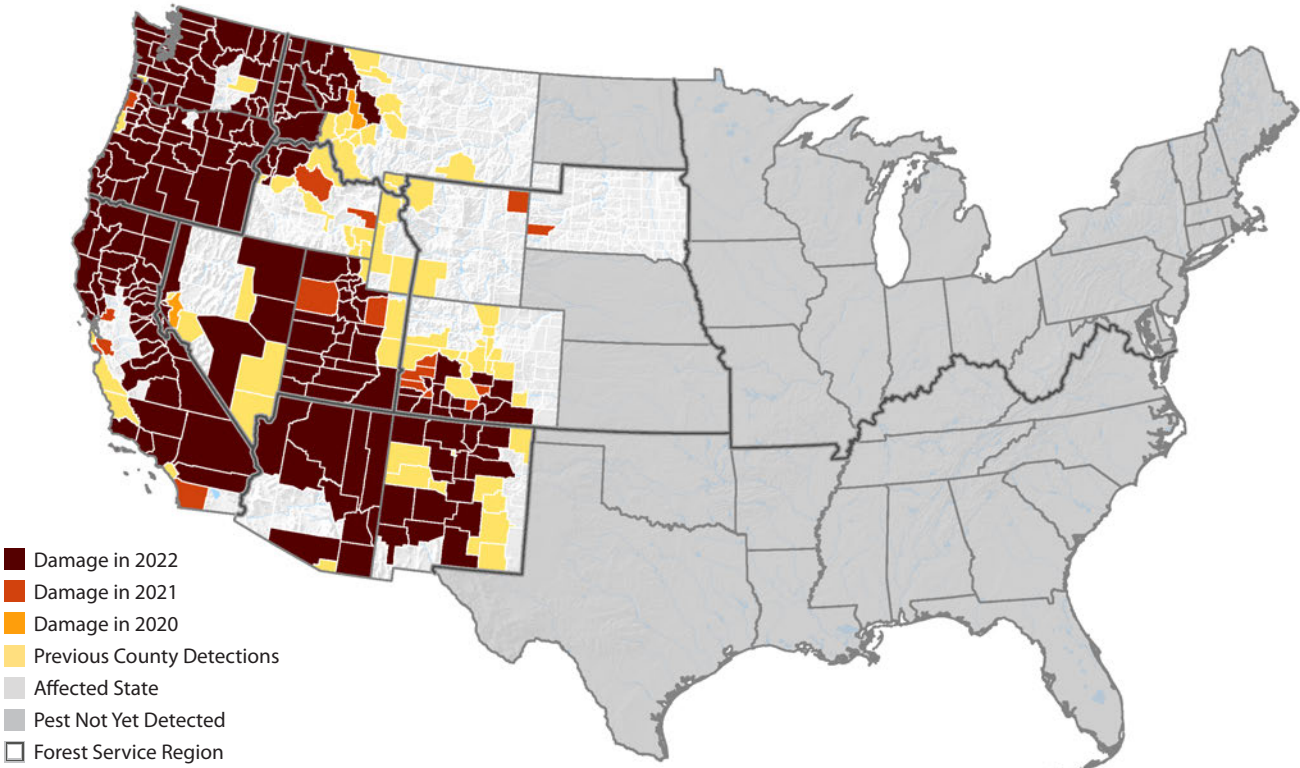 Damage in 2022
Damage in 2021
Damage in 2020
Previous County Detections
Affected State
Pest Not Yet Detected
Forest Service Region